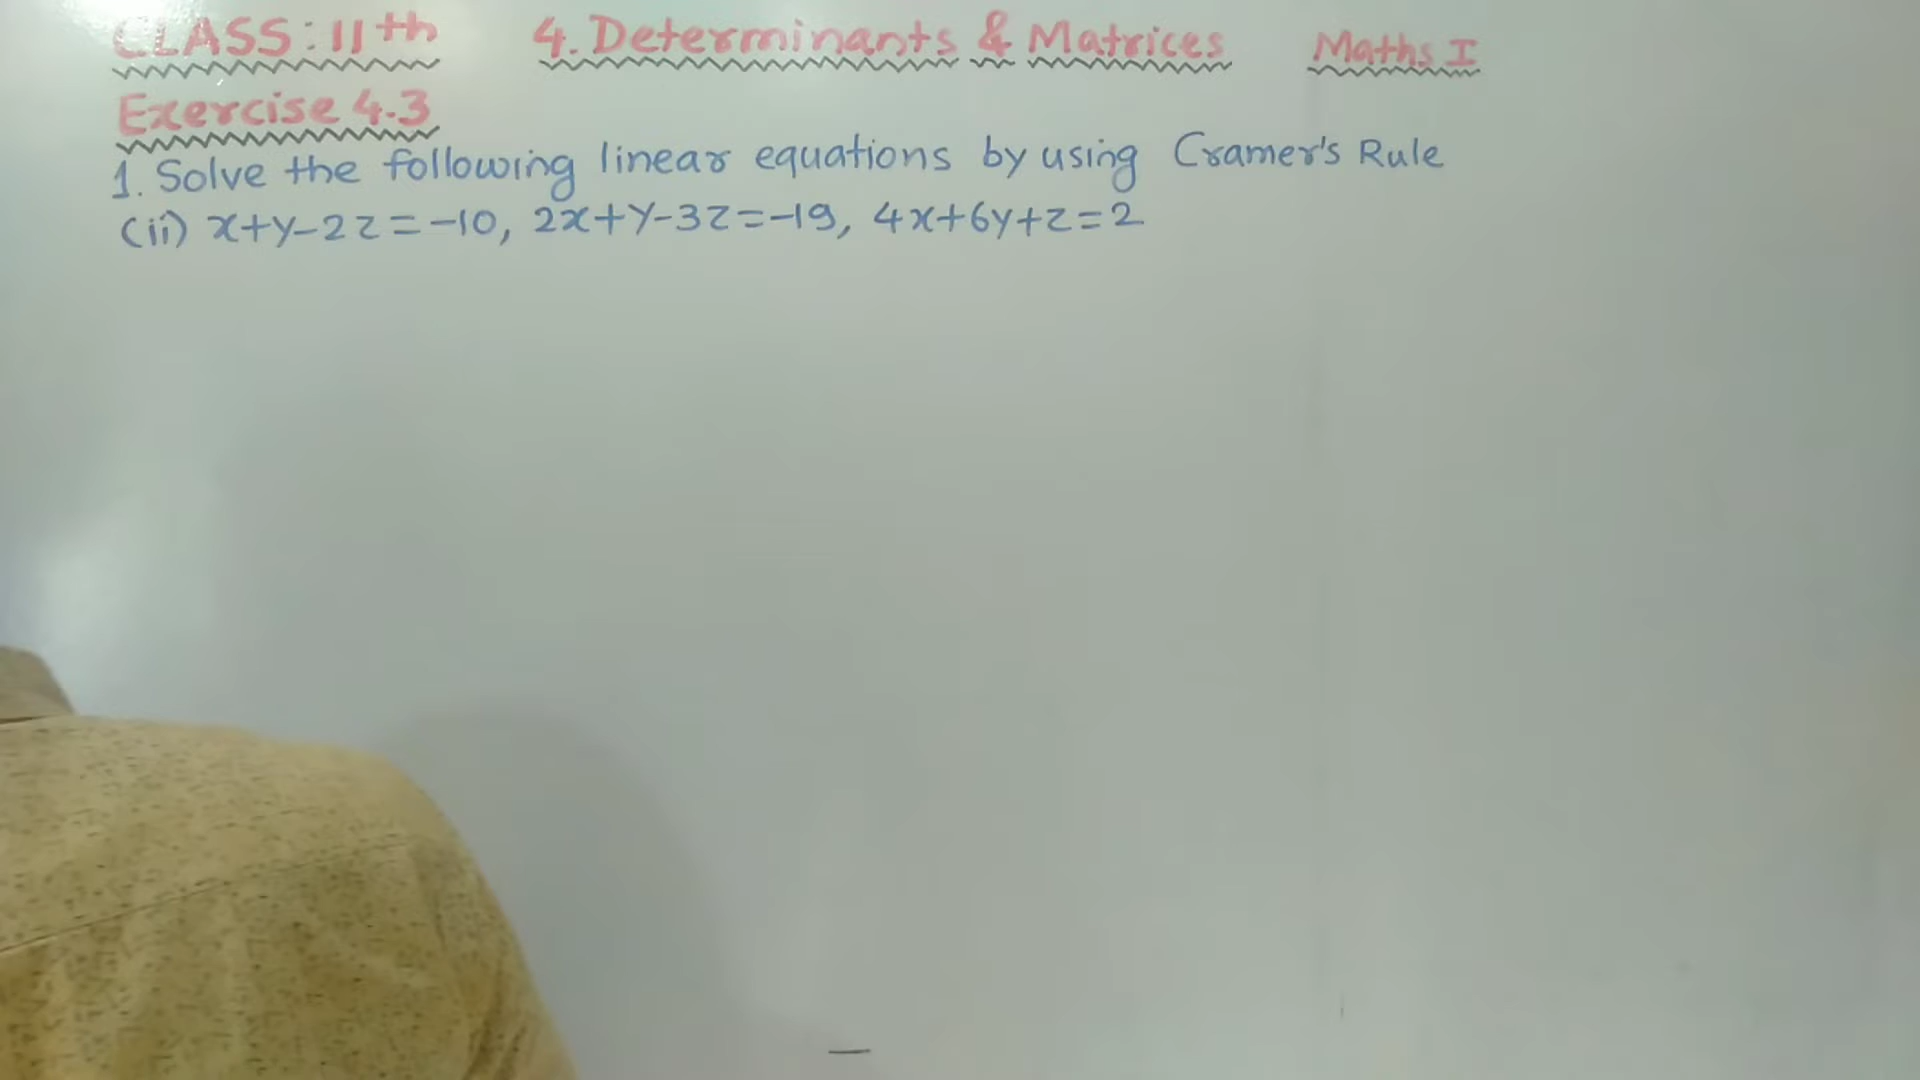 CLASS: 11th 4. Determinants & Matrices Maths I
Exercise 4.3
1. Solve the following linear equations by using Cramer's Rule
(ii) x+y-2z=-10, 2x+y-3z=-19, 4x+6y+z=2